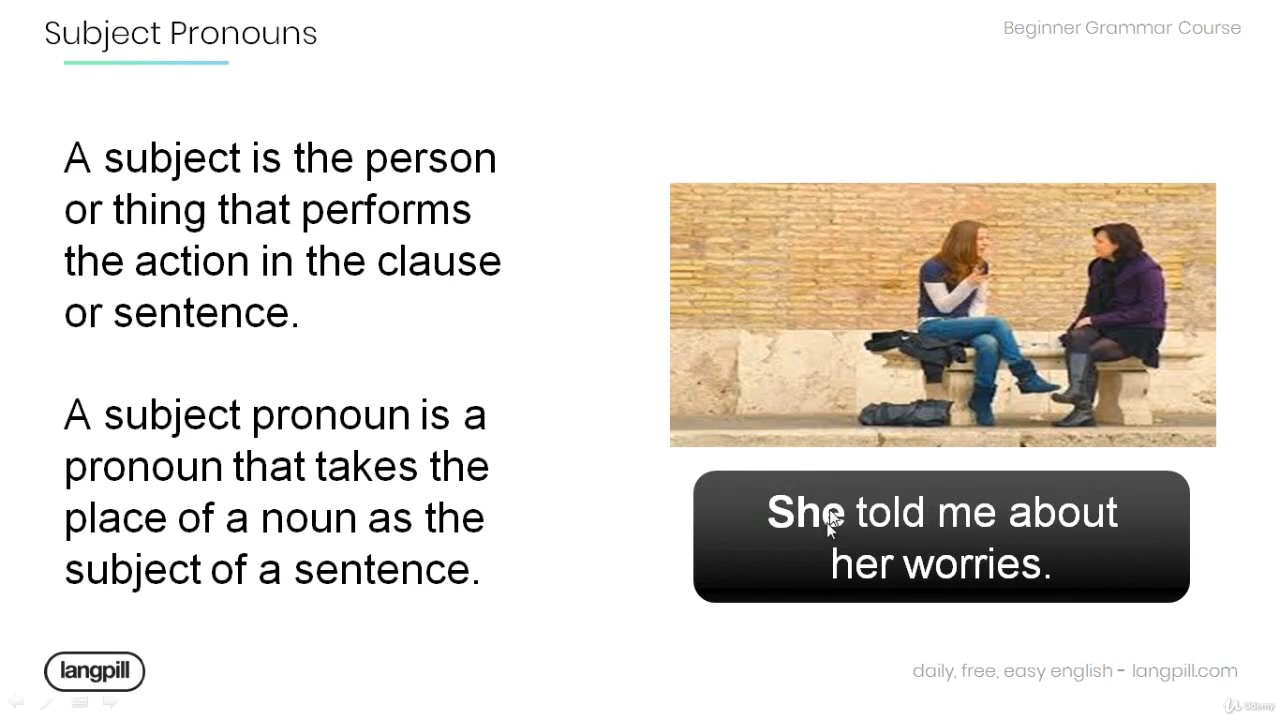 Subject Pronouns
Beginner Grammar Course
A subject is the person
or thing that performs
the action in the clause
or sentence.
A subject pronoun is a
pronoun that takes the
place of a noun as the
subject of a sentence.
She told me about
her worries.
langpill
daily, free, easy english - langpill.com
Udemy